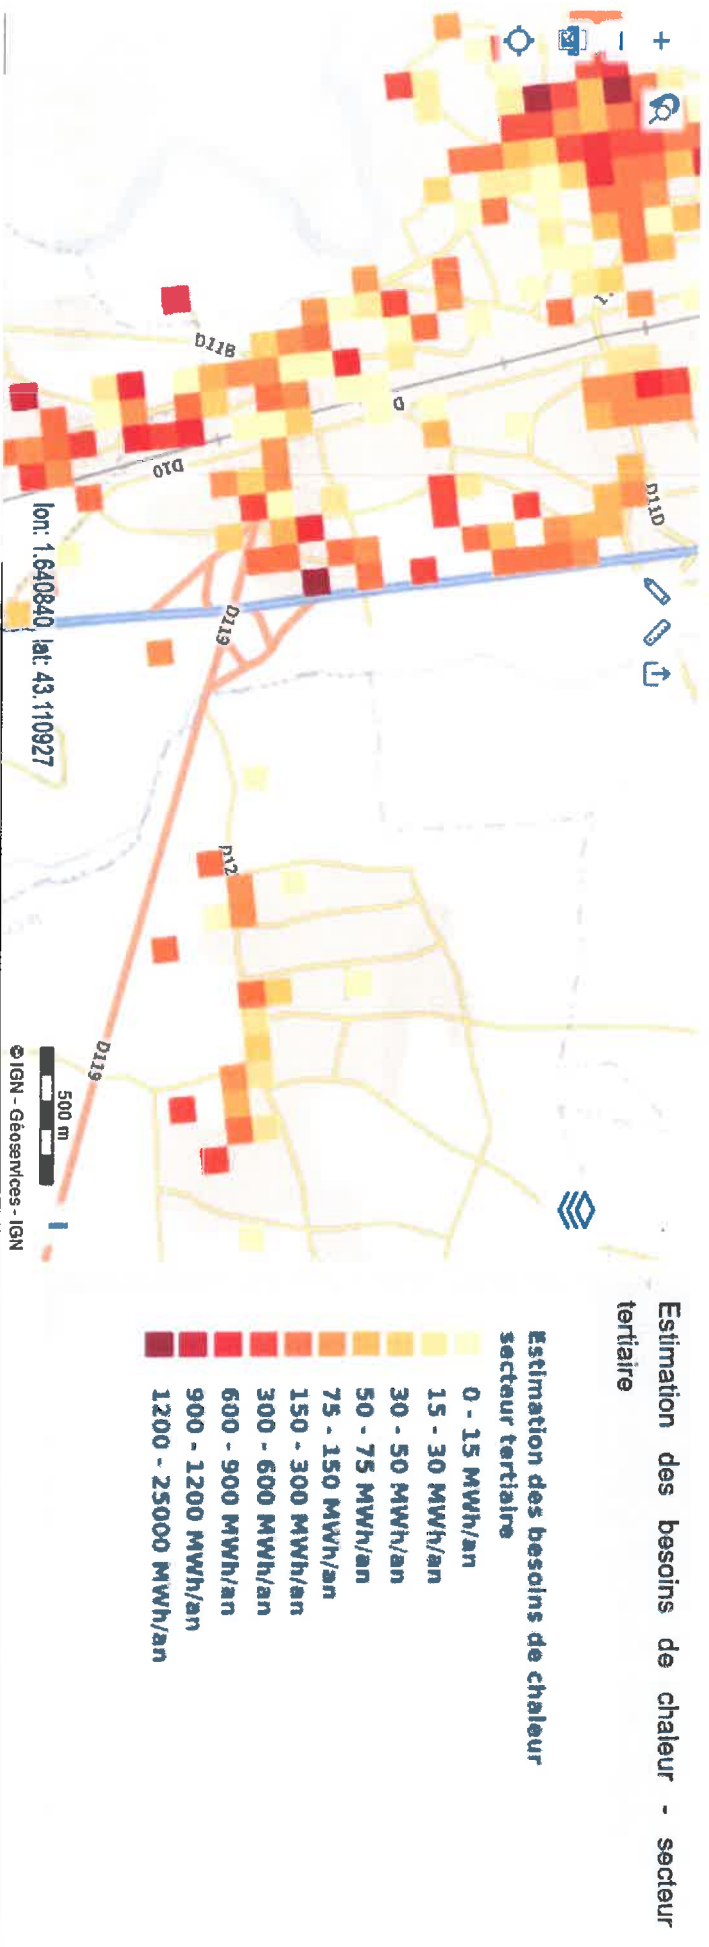 Estimation des besoins de chaleur - secteur
tertiaire
Estimation des besoins de chaleur
secteur tertiaire
0 - 15 MWh/an
15 - 30 MWh/an
30 - 50 MWh/an
50 - 75 MWh/an
75 - 150 MWh/an
150 - 300 MWh/an
300 - 600 MWh/an
600 - 900 MWh/an
900 - 1200 MWh/an
1200 - 25000 MWh/an
D11D
D
D11B
D10
D119
D12
D119
lon: 1.640840 lat: 43.110927
500 m
© IGN - Géoservices - IGN